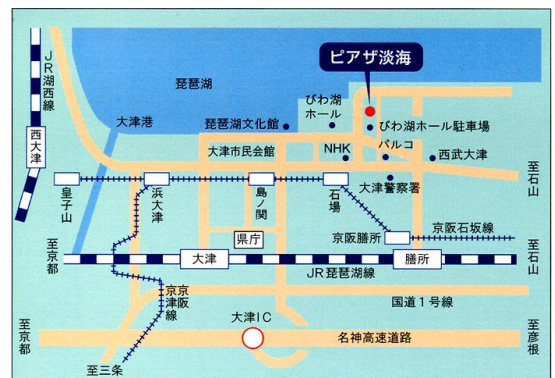 ピアザ淡海
JR湖西線
西大津
琵琶湖
大津港
琵琶湖文化館
びわ湖
ホール
びわ湖ホール駐車場
大津市民会館
NHK
パルコ
西武大津
大津警察署
至石山
皇子山
浜大津
島ノ関
石場
県庁
京阪膳所
京阪石坂線
至京都
大津
膳所
至石山
JR琵琶湖線
京阪
京津線
国道1号線
大津IC
至京都
名神高速道路
至彦根
至三条